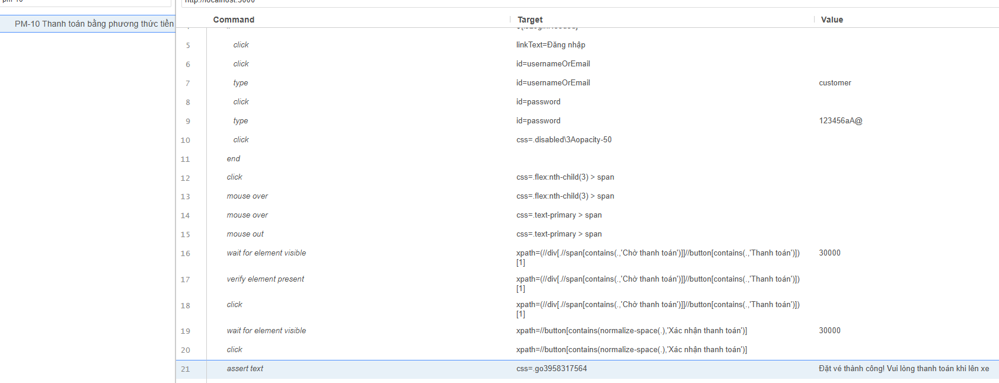 http://localhost:3000
PM-10 Thanh toán bằng phương thức tiền
Command Target Value
5 click linkText=Đăng nhập
6 click id=usernameOrEmail
7 type id=usernameOrEmail customer
8 click id=password
9 type id=password 123456aA@
10 click css=.disabled\3Aopacity-50
11 end
12 click css=.flex:nth-child(3) > span
13 mouse over css=.flex:nth-child(3) > span
14 mouse over css=.text-primary > span
15 mouse out css=.text-primary > span
16 wait for element visible xpath=(//div[.//span[contains(.,'Chờ thanh toán')]]//button[contains(.,'Thanh toán')]) 30000
[1]
17 verify element present xpath=(//div[.//span[contains(.,'Chờ thanh toán')]]//button[contains(.,'Thanh toán')])
[1]
18 click xpath=(//div[.//span[contains(.,'Chờ thanh toán')]]//button[contains(.,'Thanh toán')])
[1]
19 wait for element visible xpath=//button[contains(normalize-space(.),'Xác nhận thanh toán')] 30000
20 click xpath=//button[contains(normalize-space(.),'Xác nhận thanh toán')]
21 assert text css=.go3958317564 Đặt vé thành công! Vui lòng thanh toán khi lên xe